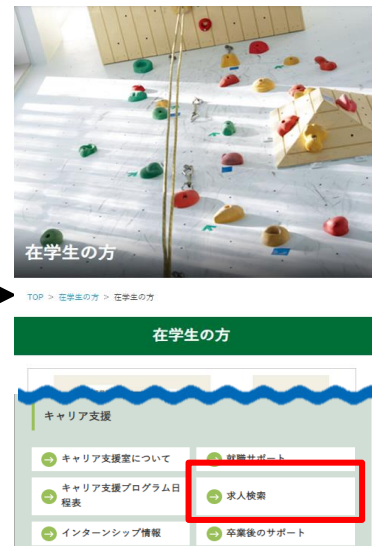 在学生の方
TOP > 在学生の方 > 在学生の方
在学生の方
キャリア支援
キャリア支援室について
就職サポート
キャリア支援プログラム日
程表
求人検索
インターンシップ情報
卒業後のサポート